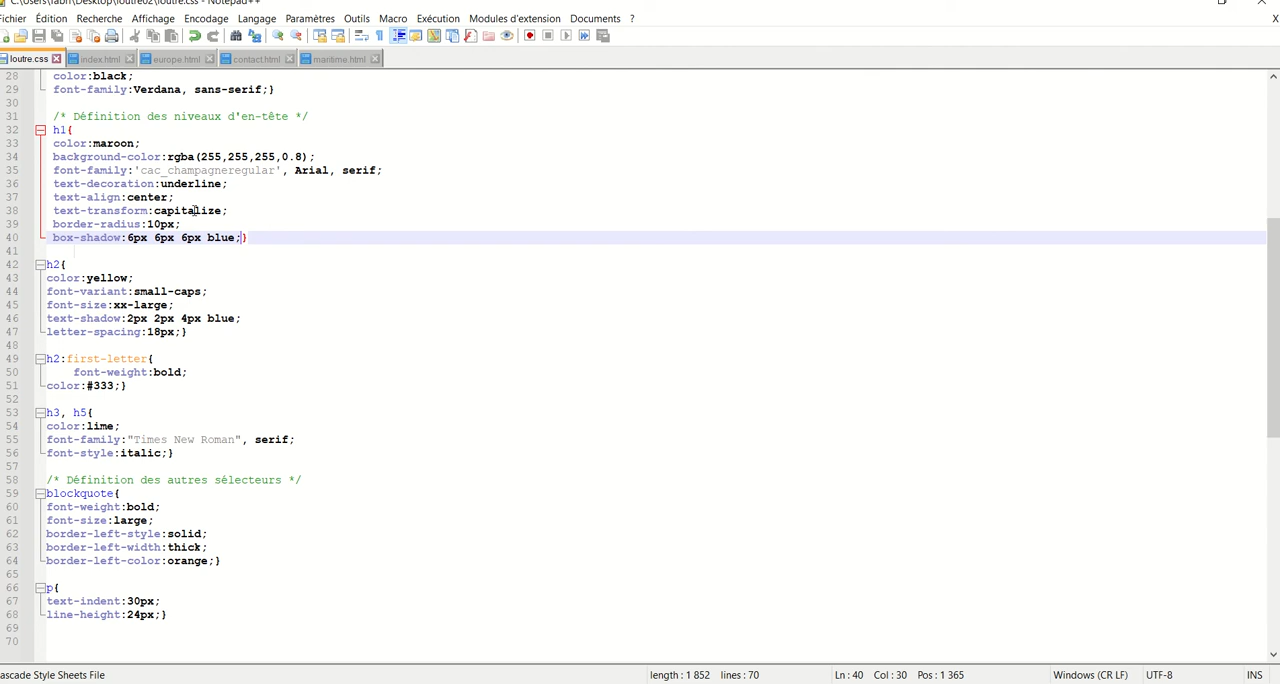 C:\Users\fabri\Desktop\loutre02\loutre.css - Notepad++
ichier Édition Recherche Affichage Encodage Langage Paramètres Outils Macro Exécution Modules d'extension Documents ? X
loutre.css index.html europe.html contact.html maritime.html
28 color:black;
29 font-family:Verdana, sans-serif;}
30
31 /* Définition des niveaux d'en-tête */
32 h1{
33 color:maroon;
34 background-color:rgba(255,255,255,0.8);
35 font-family:'cac_champagneregular', Arial, serif;
36 text-decoration:underline;
37 text-align:center;
38 text-transform:capitalize;
39 border-radius:10px;
40 box-shadow:6px 6px 6px blue;}
41
42 h2{
43 color:yellow;
44 font-variant:small-caps;
45 font-size:xx-large;
46 text-shadow:2px 2px 4px blue;
47 letter-spacing:18px;}
48
49 h2:first-letter{
50 font-weight:bold;
51 color:#333;}
52
53 h3, h5{
54 color:lime;
55 font-family:"Times New Roman", serif;
56 font-style:italic;}
57
58 /* Définition des autres sélecteurs */
59 blockquote{
60 font-weight:bold;
61 font-size:large;
62 border-left-style:solid;
63 border-left-width:thick;
64 border-left-color:orange;}
65
66 p{
67 text-indent:30px;
68 line-height:24px;}
69
70
ascade Style Sheets File length : 1 852 lines : 70 Ln : 40 Col : 30 Pos : 1 365 Windows (CR LF) UTF-8 INS